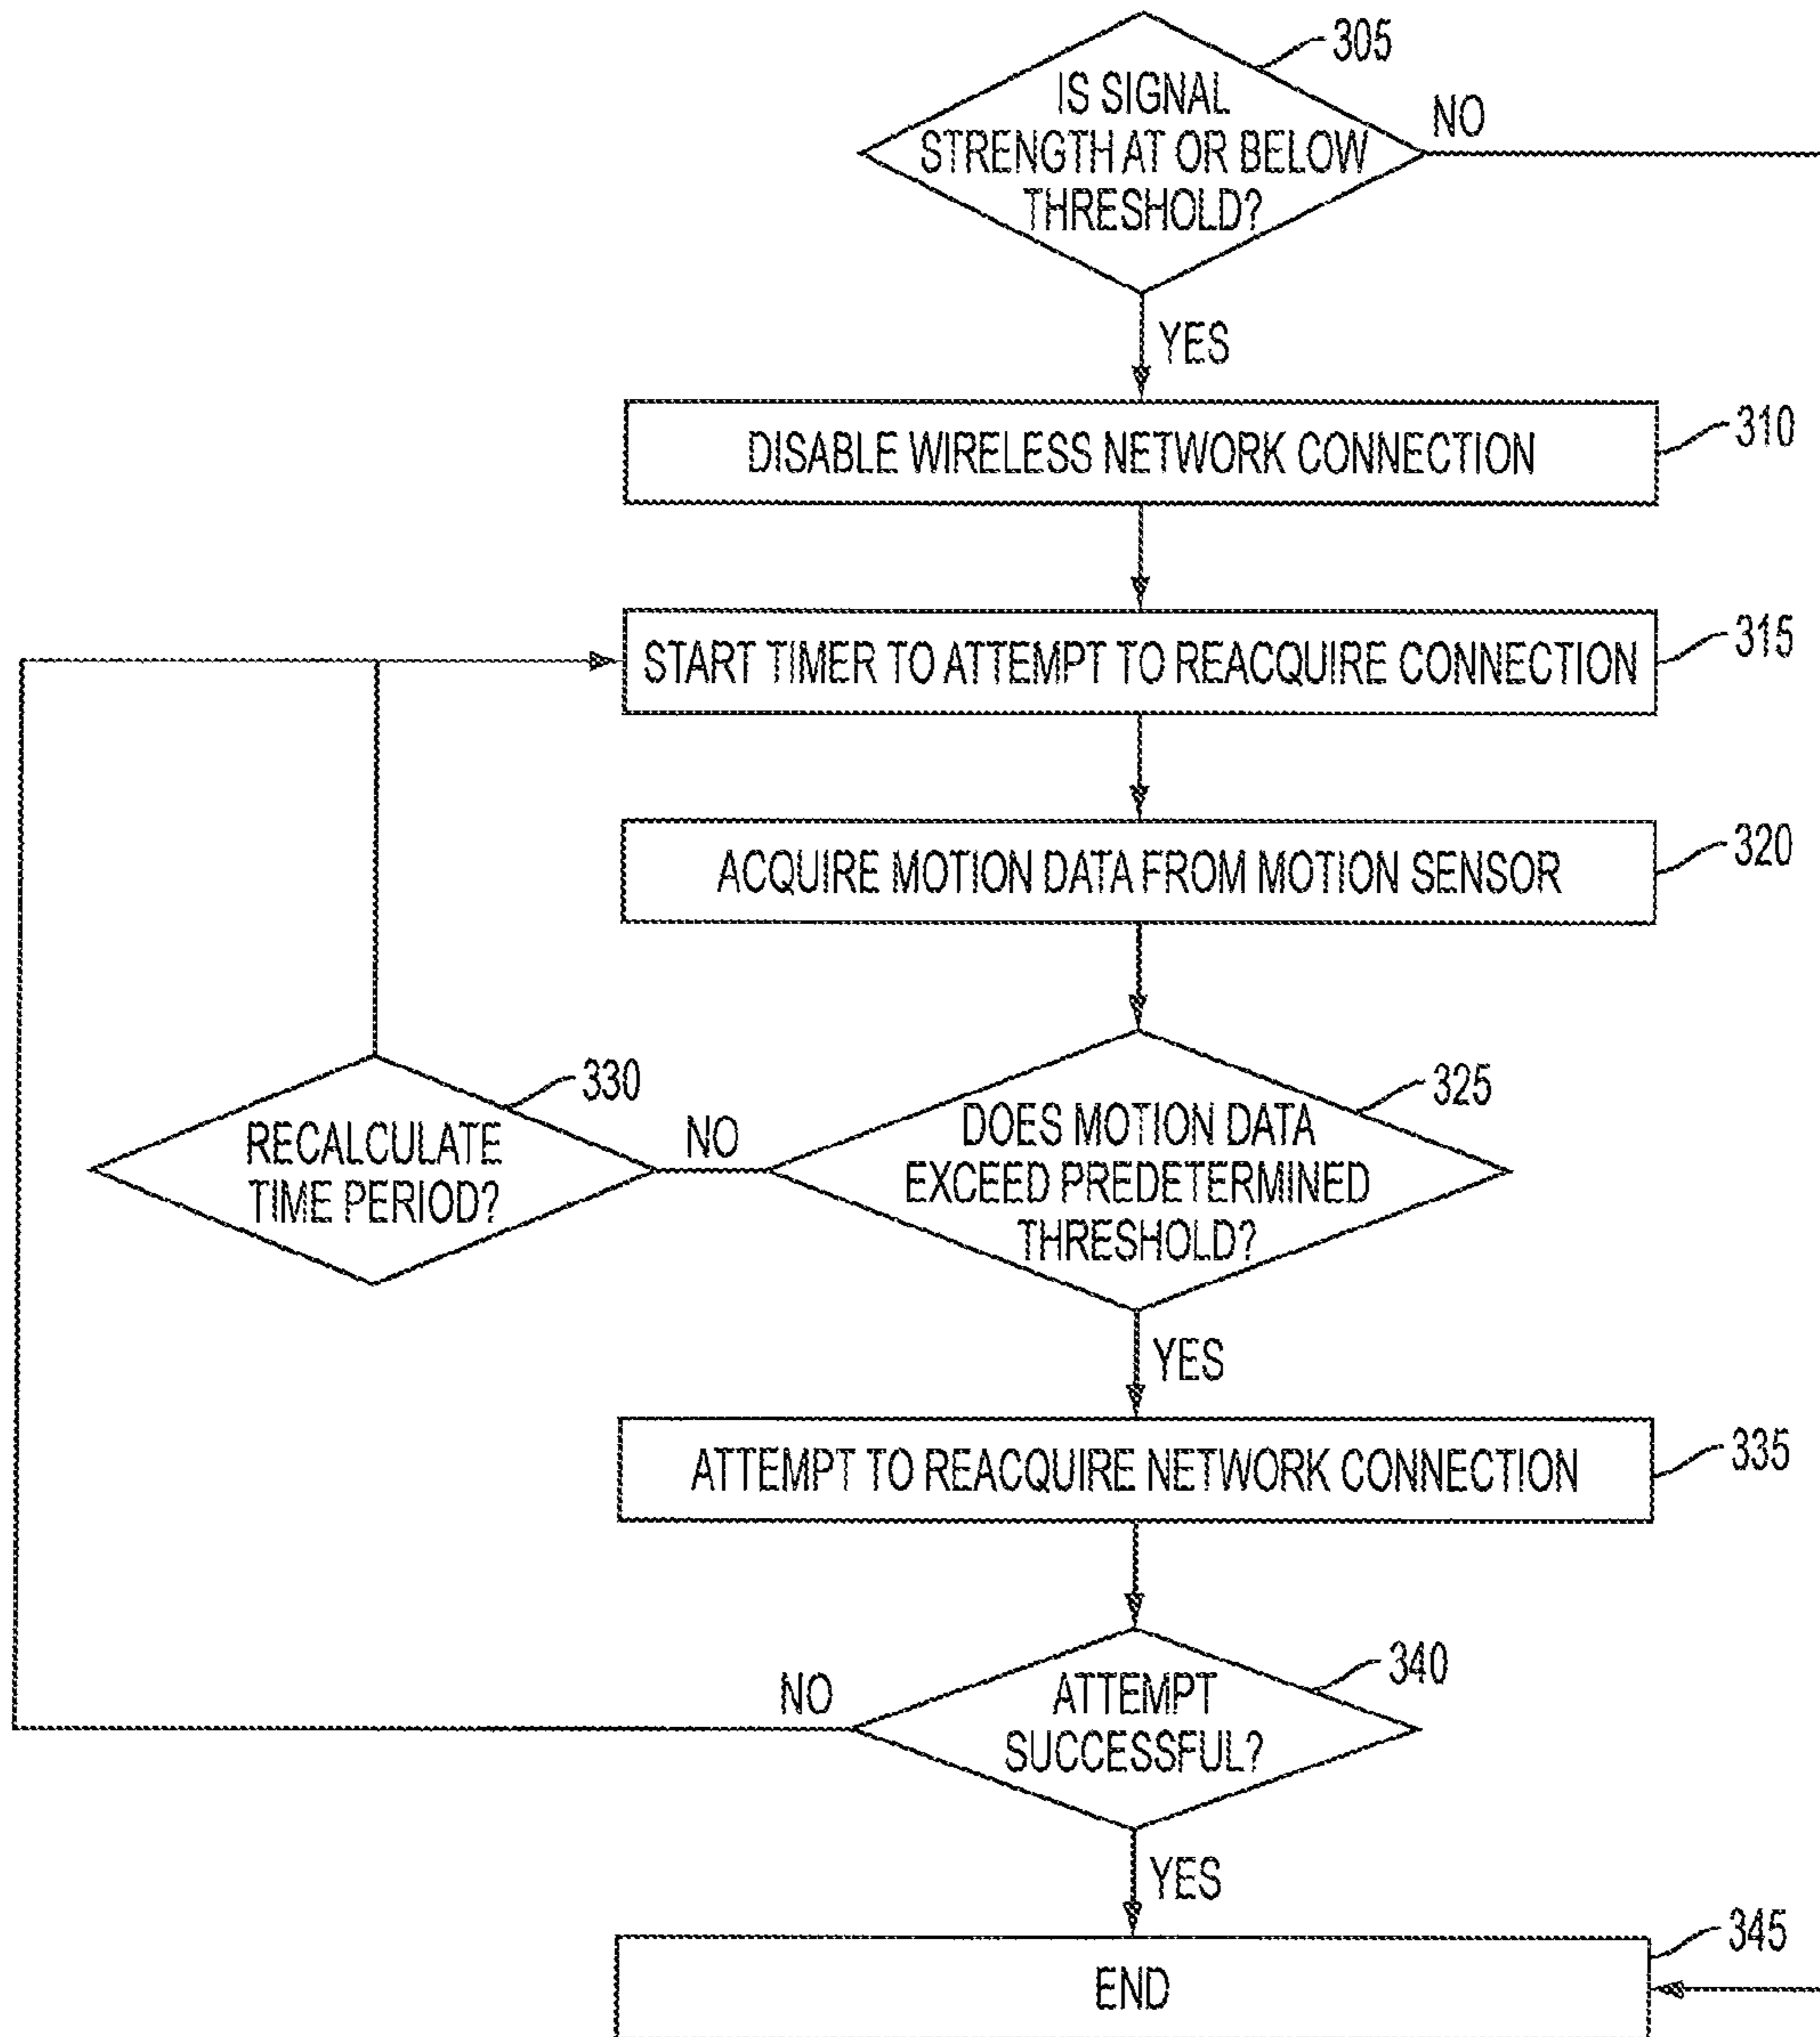 305
IS SIGNAL
STRENGTH AT OR BELOW
THRESHOLD?
NO
YES
DISABLE WIRELESS NETWORK CONNECTION
310
START TIMER TO ATTEMPT TO REACQUIRE CONNECTION
315
ACQUIRE MOTION DATA FROM MOTION SENSOR
320
330
RECALCULATE
TIME PERIOD?
NO
325
DOES MOTION DATA
EXCEED PREDETERMINED
THRESHOLD?
YES
ATTEMPT TO REACQUIRE NETWORK CONNECTION
335
340
ATTEMPT
SUCCESSFUL?
NO
YES
345
END